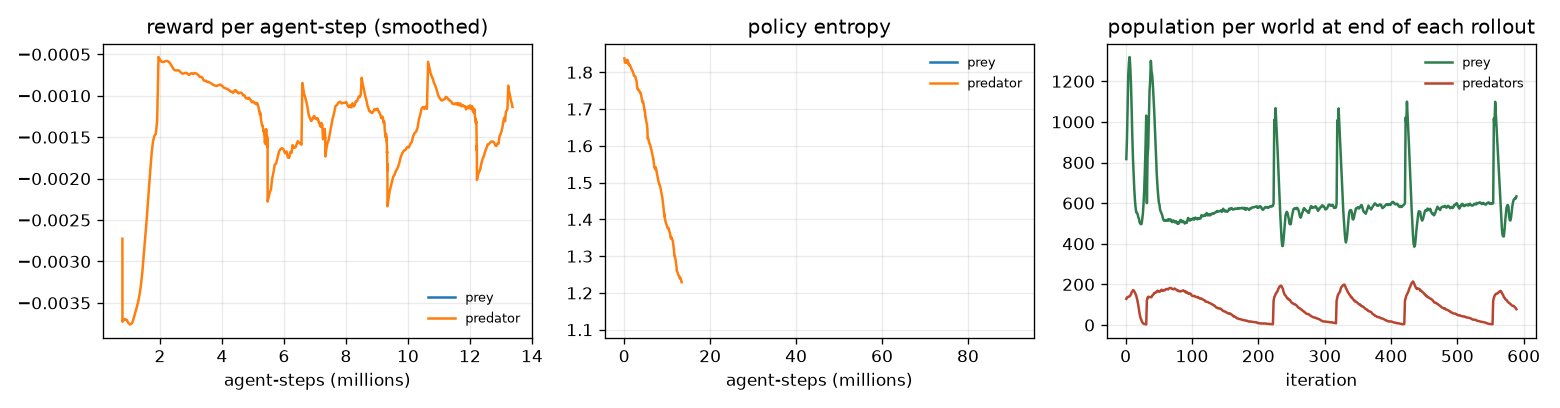 reward per agent-step (smoothed)
−0.0005
−0.0010
−0.0015
−0.0020
−0.0025
−0.0030
−0.0035
prey
predator
2 4 6 8 10 12 14
agent-steps (millions)
policy entropy
1.8
1.7
1.6
1.5
1.4
1.3
1.2
1.1
prey
predator
0 20 40 60 80
agent-steps (millions)
population per world at end of each rollout
1200
1000
800
600
400
200
0
prey
predators
0 100 200 300 400 500 600
iteration